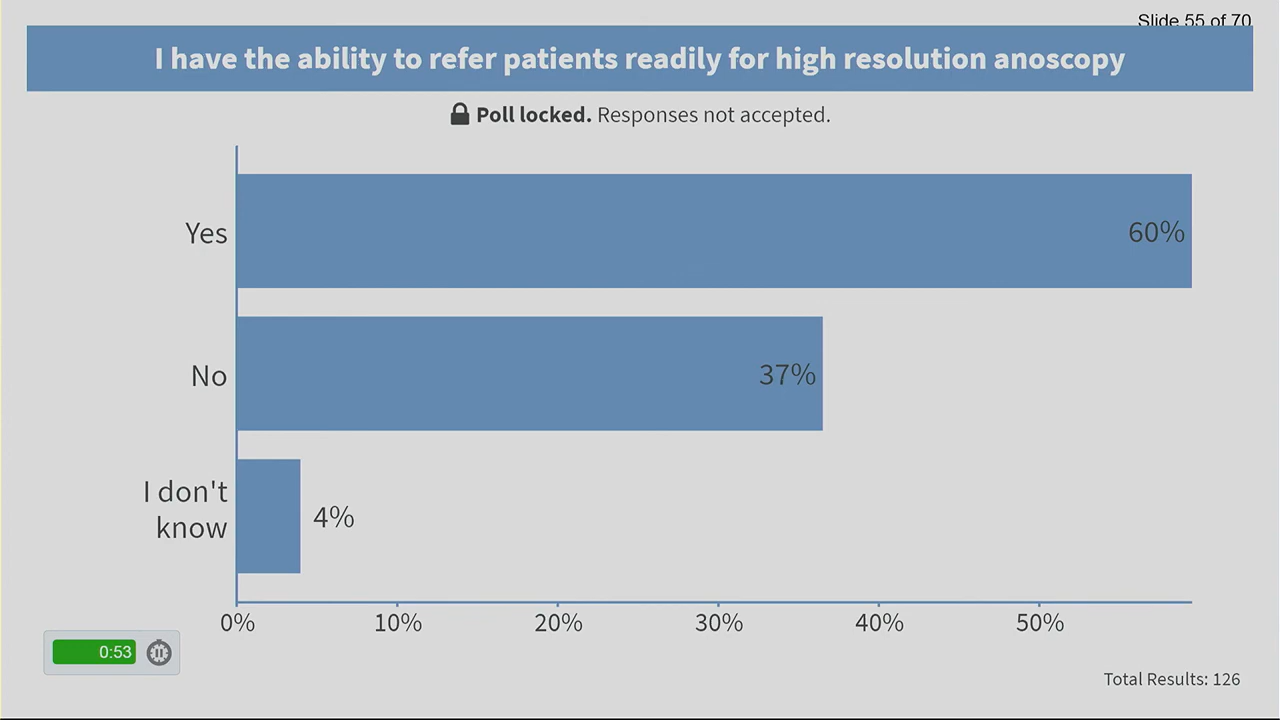 Slide 55 of 70
I have the ability to refer patients readily for high resolution anoscopy
Poll locked. Responses not accepted.
Yes
60%
No
37%
I don't
know
4%
0%
10%
20%
30%
40%
50%
0:53
Total Results: 126